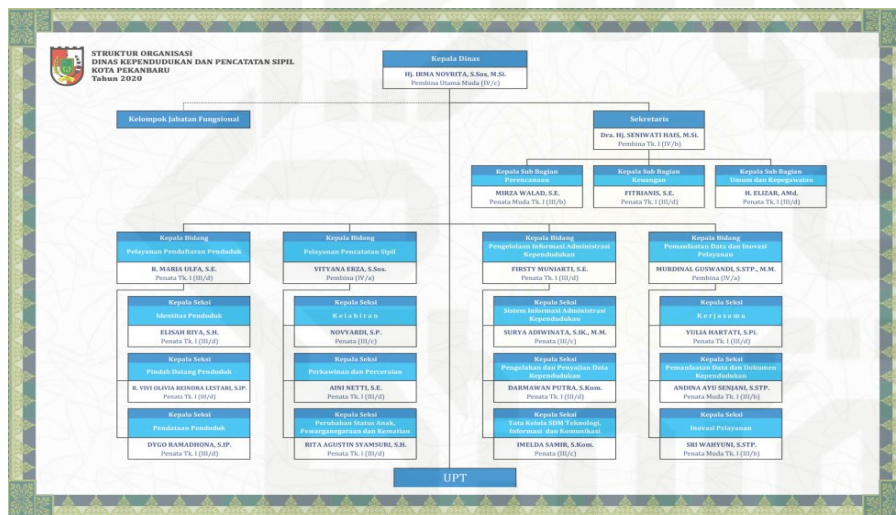 STRUKTUR ORGANISASI
DINAS KEPENDUDUKAN DAN PENCATATAN SIPIL
KOTA PEKANBARU
Tahun 2020
Kepala Dinas
Hj. IRMA NOVRITA, S.Sos, M.Si.
Pembina Utama Muda (IV/c)
Kelompok Jabatan Fungsional
Sekretaris
Dra. Hj. SENIWATI HAIS, M.Si.
Pembina Tk. I (IV/b)
Kepala Sub Bagian
Perencanaan
MIRZA WALAD, S.E.
Penata Muda Tk. I (III/b)
Kepala Sub Bagian
Keuangan
FITRIANIS, S.E.
Penata Tk. I (III/d)
Kepala Sub Bagian
Umum dan Kepegawaian
H. ELIZAR, AMd.
Penata Tk. I (III/d)
Kepala Bidang
Pelayanan Pendaftaran Penduduk
R. MARIA ULFA, S.E.
Penata Tk. I (III/d)
Kepala Seksi
Identitas Penduduk
ELISAH RIYA, S.H.
Penata Tk. I (III/d)
Kepala Seksi
Pindah Datang Penduduk
R. VIVI OLIVIA REINDRA LESTARI, S.IP.
Penata Tk. I (III/d)
Kepala Seksi
Pendataan Penduduk
DYGO RAMADHONA, S.IP.
Penata Tk. I (III/d)
Kepala Bidang
Pelayanan Pencatatan Sipil
VITYANA ERZA, S.Sos.
Pembina (IV/a)
Kepala Seksi
Kelahiran
NOVYARDI, S.P.
Penata (III/c)
Kepala Seksi
Perkawinan dan Perceraian
AINI NETTI, S.E.
Penata Tk. I (III/d)
Kepala Seksi
Perubahan Status Anak,
Pewarganegaraan dan Kematian
RITA AGUSTIN SYAMSURI, S.H.
Penata Tk. I (III/d)
Kepala Bidang
Pengelolaan Informasi Administrasi
Kependudukan
FIRSTY MUNIARTI, S.E.
Penata Tk. I (III/d)
Kepala Seksi
Sistem Informasi Administrasi
Kependudukan
SURYA ADIWINATA, S.IK., M.M.
Penata (III/c)
Kepala Seksi
Pengolahan dan Penyajian Data
Kependudukan
DARMAWAN PUTRA, S.Kom.
Penata Tk. I (III/d)
Kepala Seksi
Tata Kelola SDM Teknologi,
Informasi dan Komunikasi
IMELDA SAMIR, S.Kom.
Penata (III/c)
Kepala Bidang
Pemanfaatan Data dan Inovasi
Pelayanan
MURDINAL GUSWANDI, S.STP., M.M.
Pembina (IV/a)
Kepala Seksi
Kerjasama
YULIA HARTATI, S.Pi.
Penata Tk. I (III/d)
Kepala Seksi
Pemanfaatan Data dan Dokumen
Kependudukan
ANDINA AYU SENJANI, S.STP.
Penata Muda Tk. I (III/b)
Kepala Seksi
Inovasi Pelayanan
SRI WAHYUNI, S.STP.
Penata Muda Tk. I (III/b)
UPT